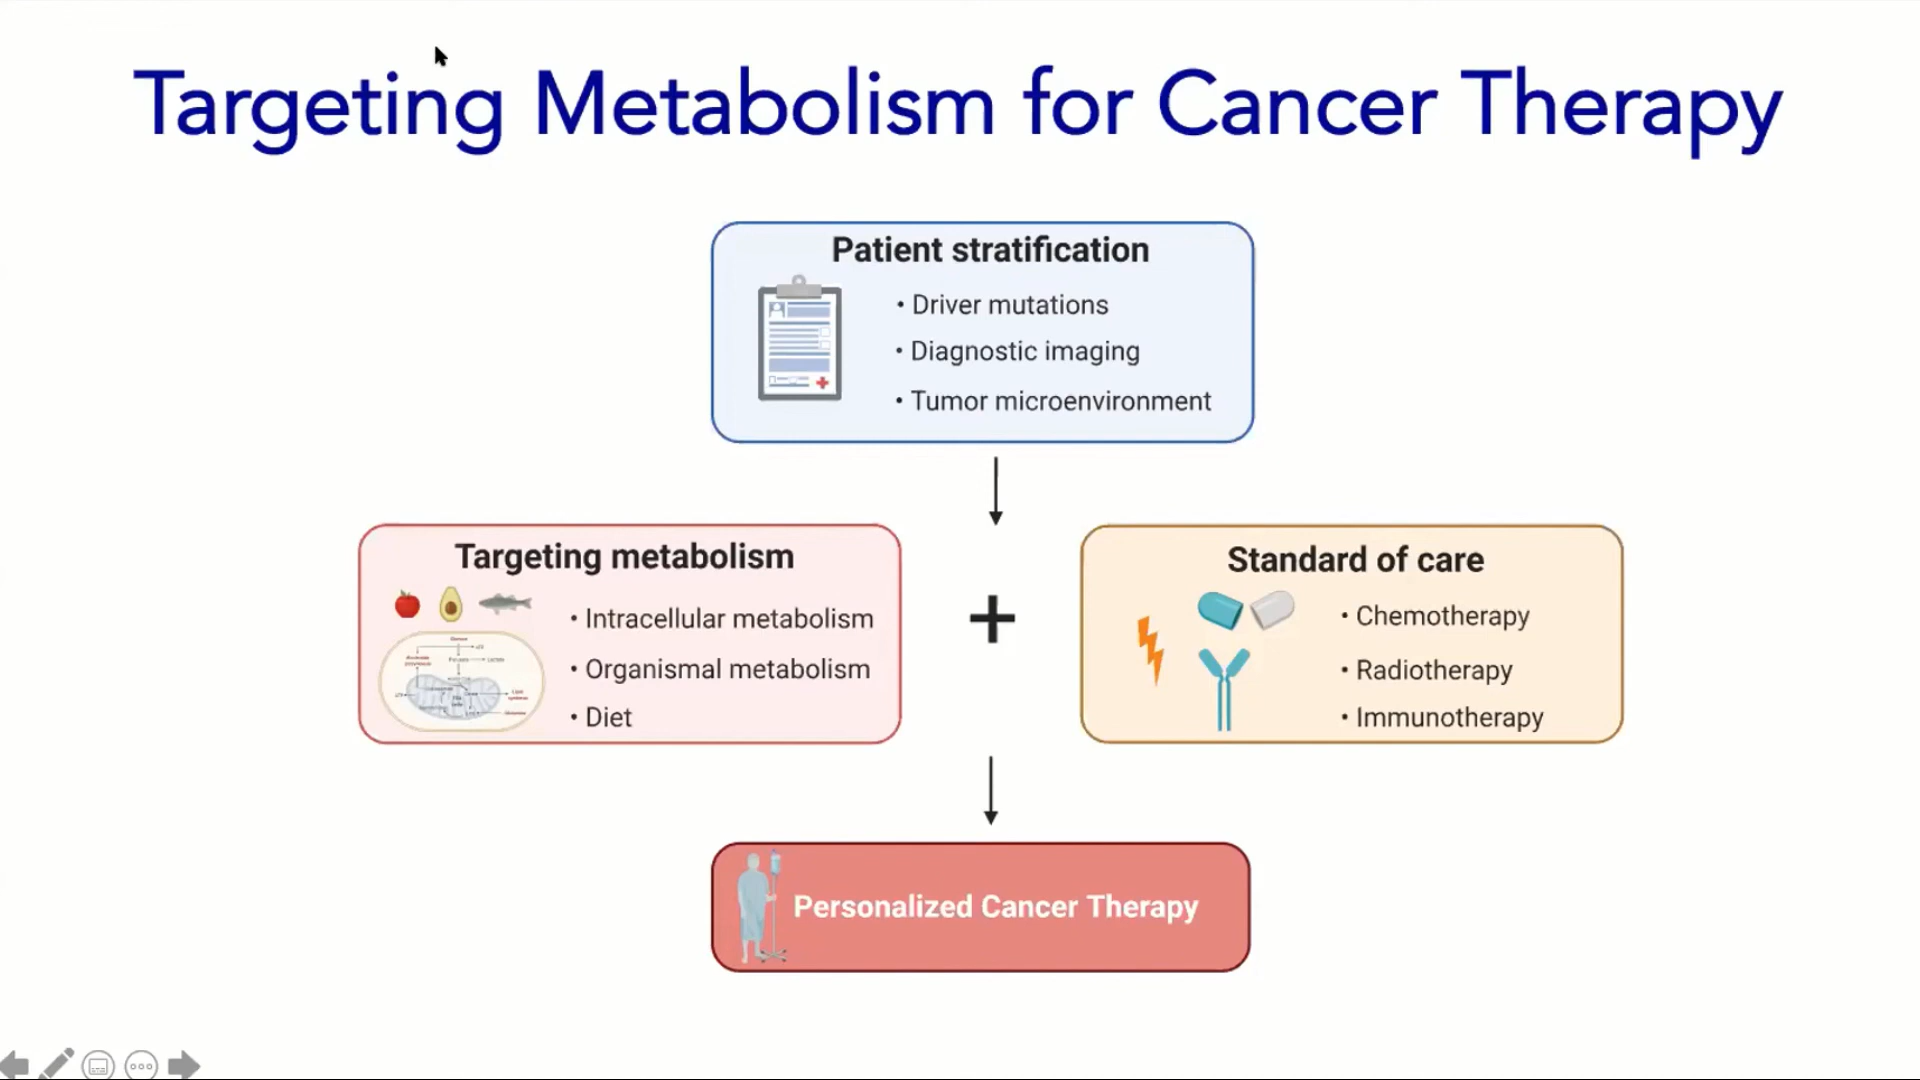 Targeting Metabolism for Cancer Therapy
Patient stratification
• Driver mutations
• Diagnostic imaging
• Tumor microenvironment
Targeting metabolism
• Intracellular metabolism
• Organismal metabolism
• Diet
+
Standard of care
• Chemotherapy
• Radiotherapy
• Immunotherapy
Personalized Cancer Therapy